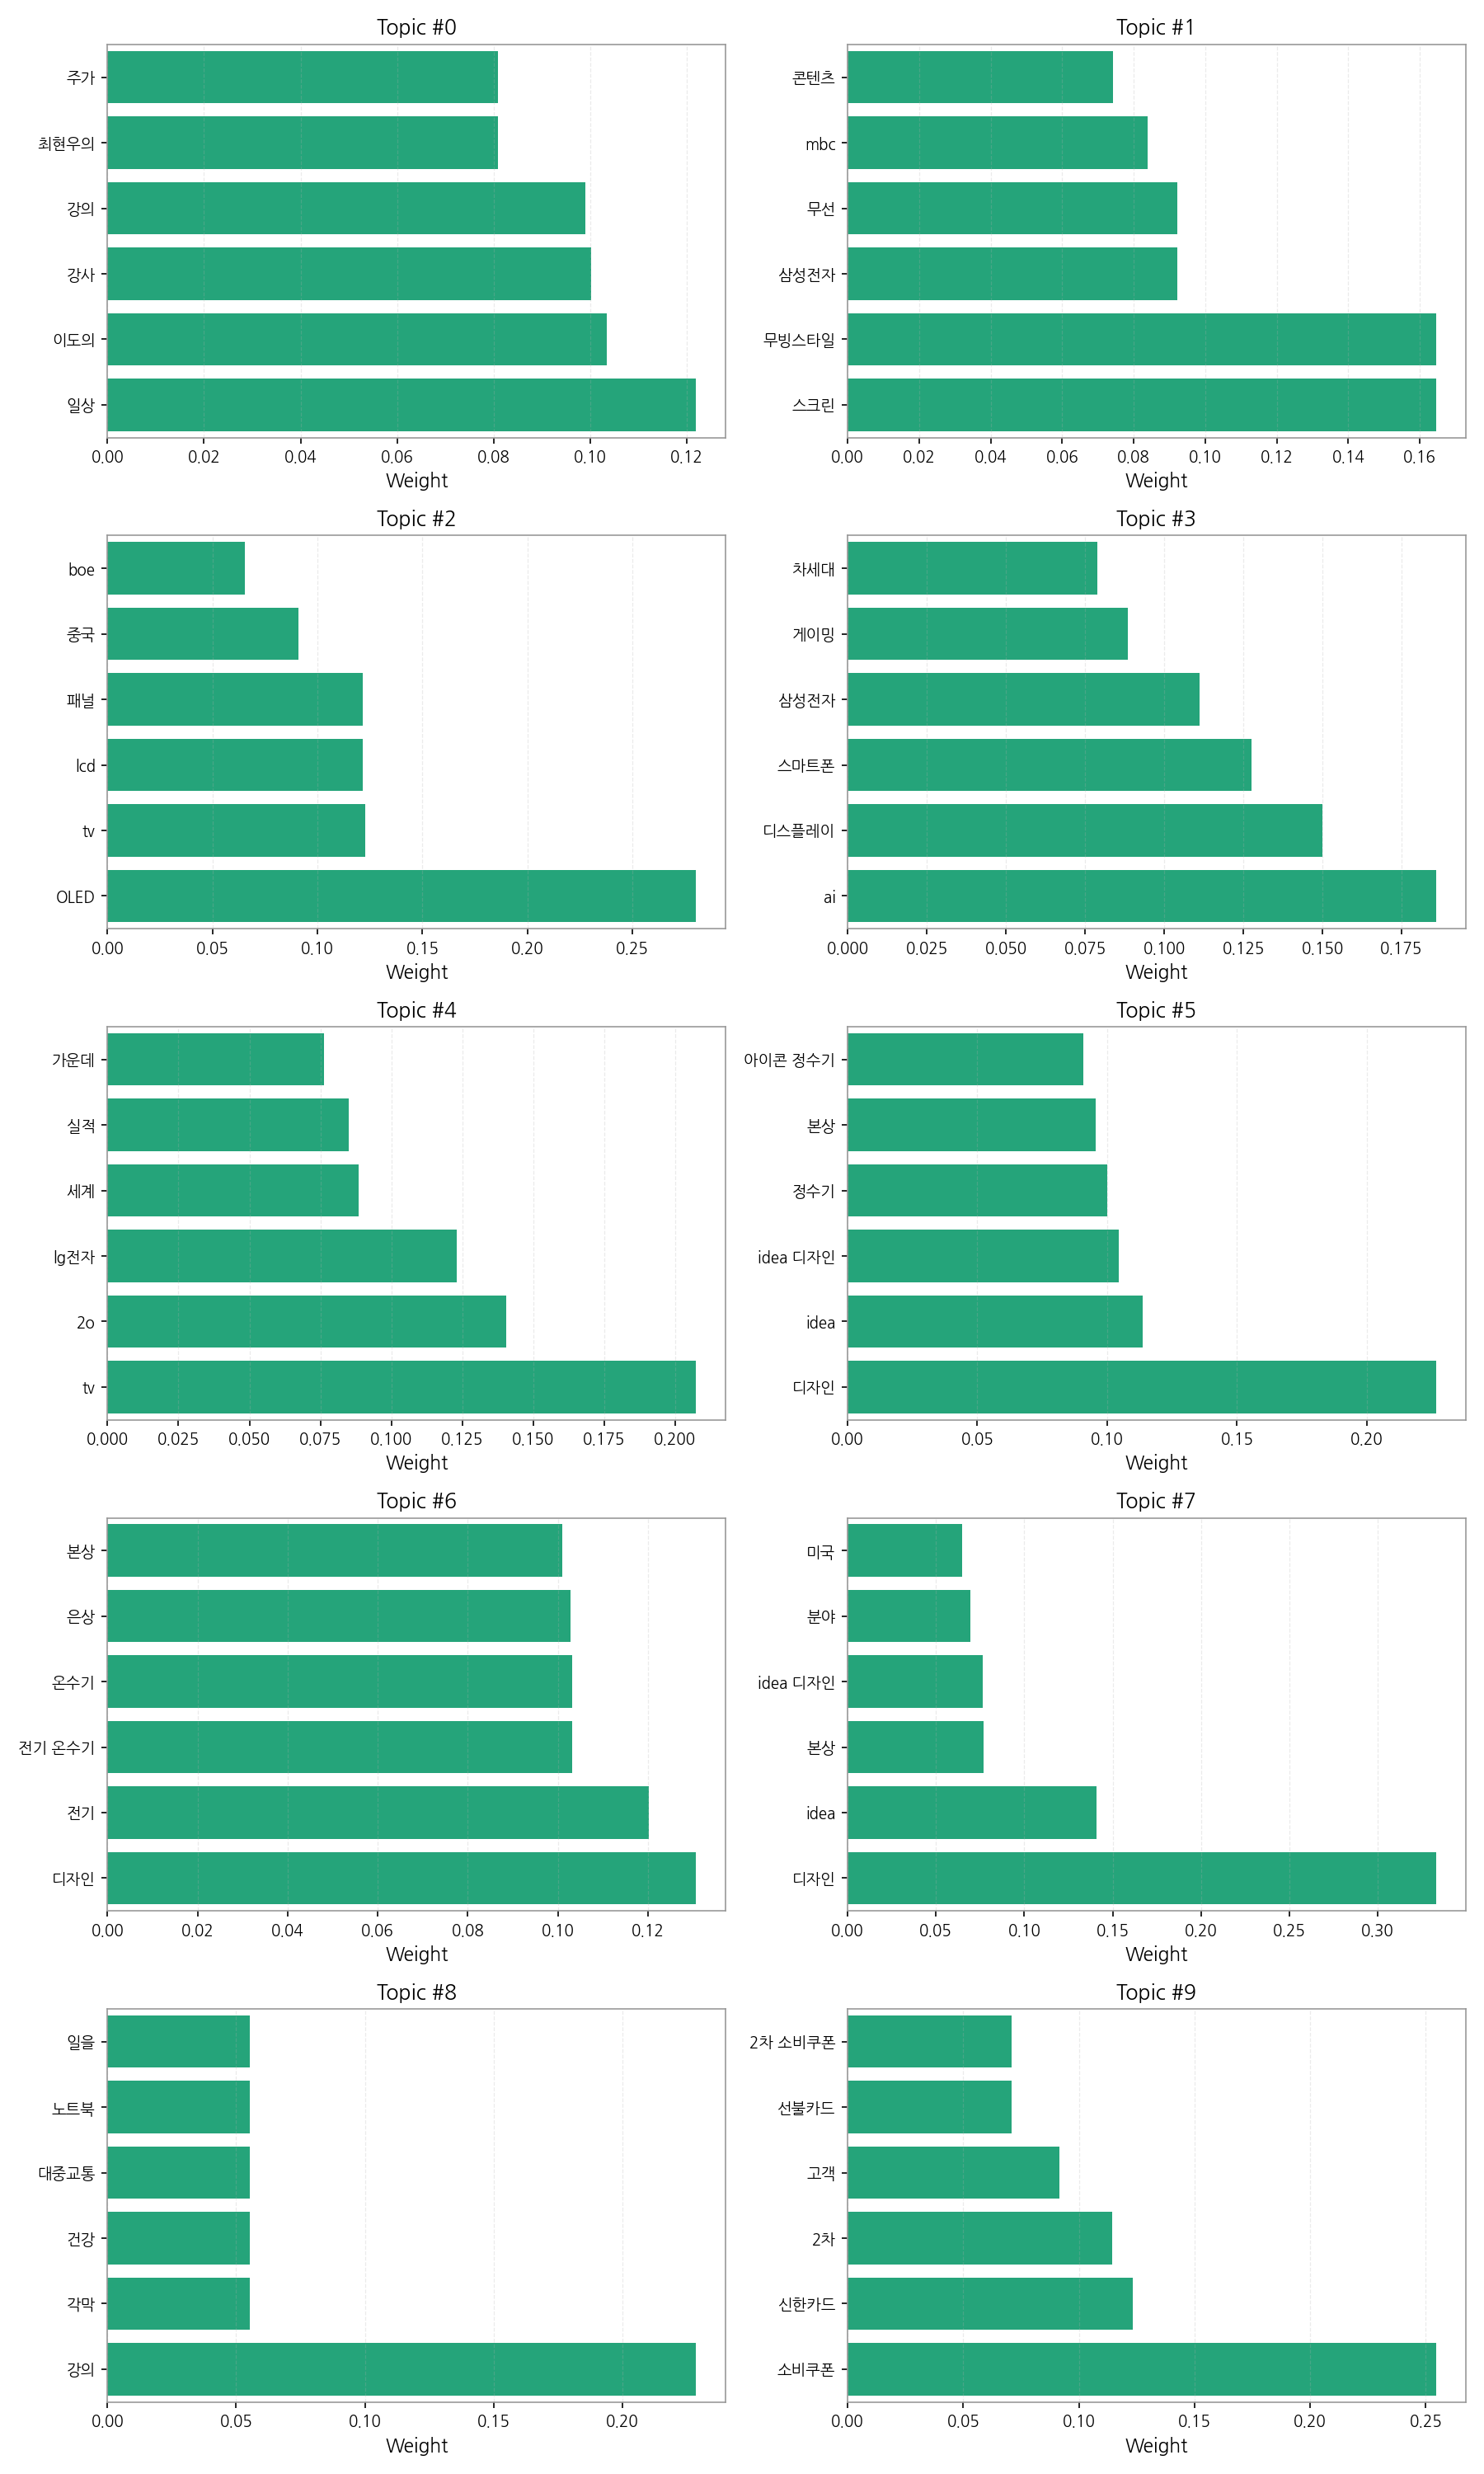 Topic #0
주가
최현우의
강의
강사
이도의
일상
0.00 0.02 0.04 0.06 0.08 0.10 0.12
Weight
Topic #1
콘텐츠
mbc
무선
삼성전자
무빙스타일
스크린
0.00 0.02 0.04 0.06 0.08 0.10 0.12 0.14 0.16
Weight
Topic #2
boe
중국
패널
lcd
tv
OLED
0.00 0.05 0.10 0.15 0.20 0.25
Weight
Topic #3
차세대
게이밍
삼성전자
스마트폰
디스플레이
ai
0.000 0.025 0.050 0.075 0.100 0.125 0.150 0.175
Weight
Topic #4
가운데
실적
세계
lg전자
2o
tv
0.000 0.025 0.050 0.075 0.100 0.125 0.150 0.175 0.200
Weight
Topic #5
아이콘 정수기
본상
정수기
idea 디자인
idea
디자인
0.00 0.05 0.10 0.15 0.20
Weight
Topic #6
본상
은상
온수기
전기 온수기
전기
디자인
0.00 0.02 0.04 0.06 0.08 0.10 0.12
Weight
Topic #7
미국
분야
idea 디자인
본상
idea
디자인
0.00 0.05 0.10 0.15 0.20 0.25 0.30
Weight
Topic #8
일을
노트북
대중교통
건강
각막
강의
0.00 0.05 0.10 0.15 0.20
Weight
Topic #9
2차 소비쿠폰
선불카드
고객
2차
신한카드
소비쿠폰
0.00 0.05 0.10 0.15 0.20 0.25
Weight